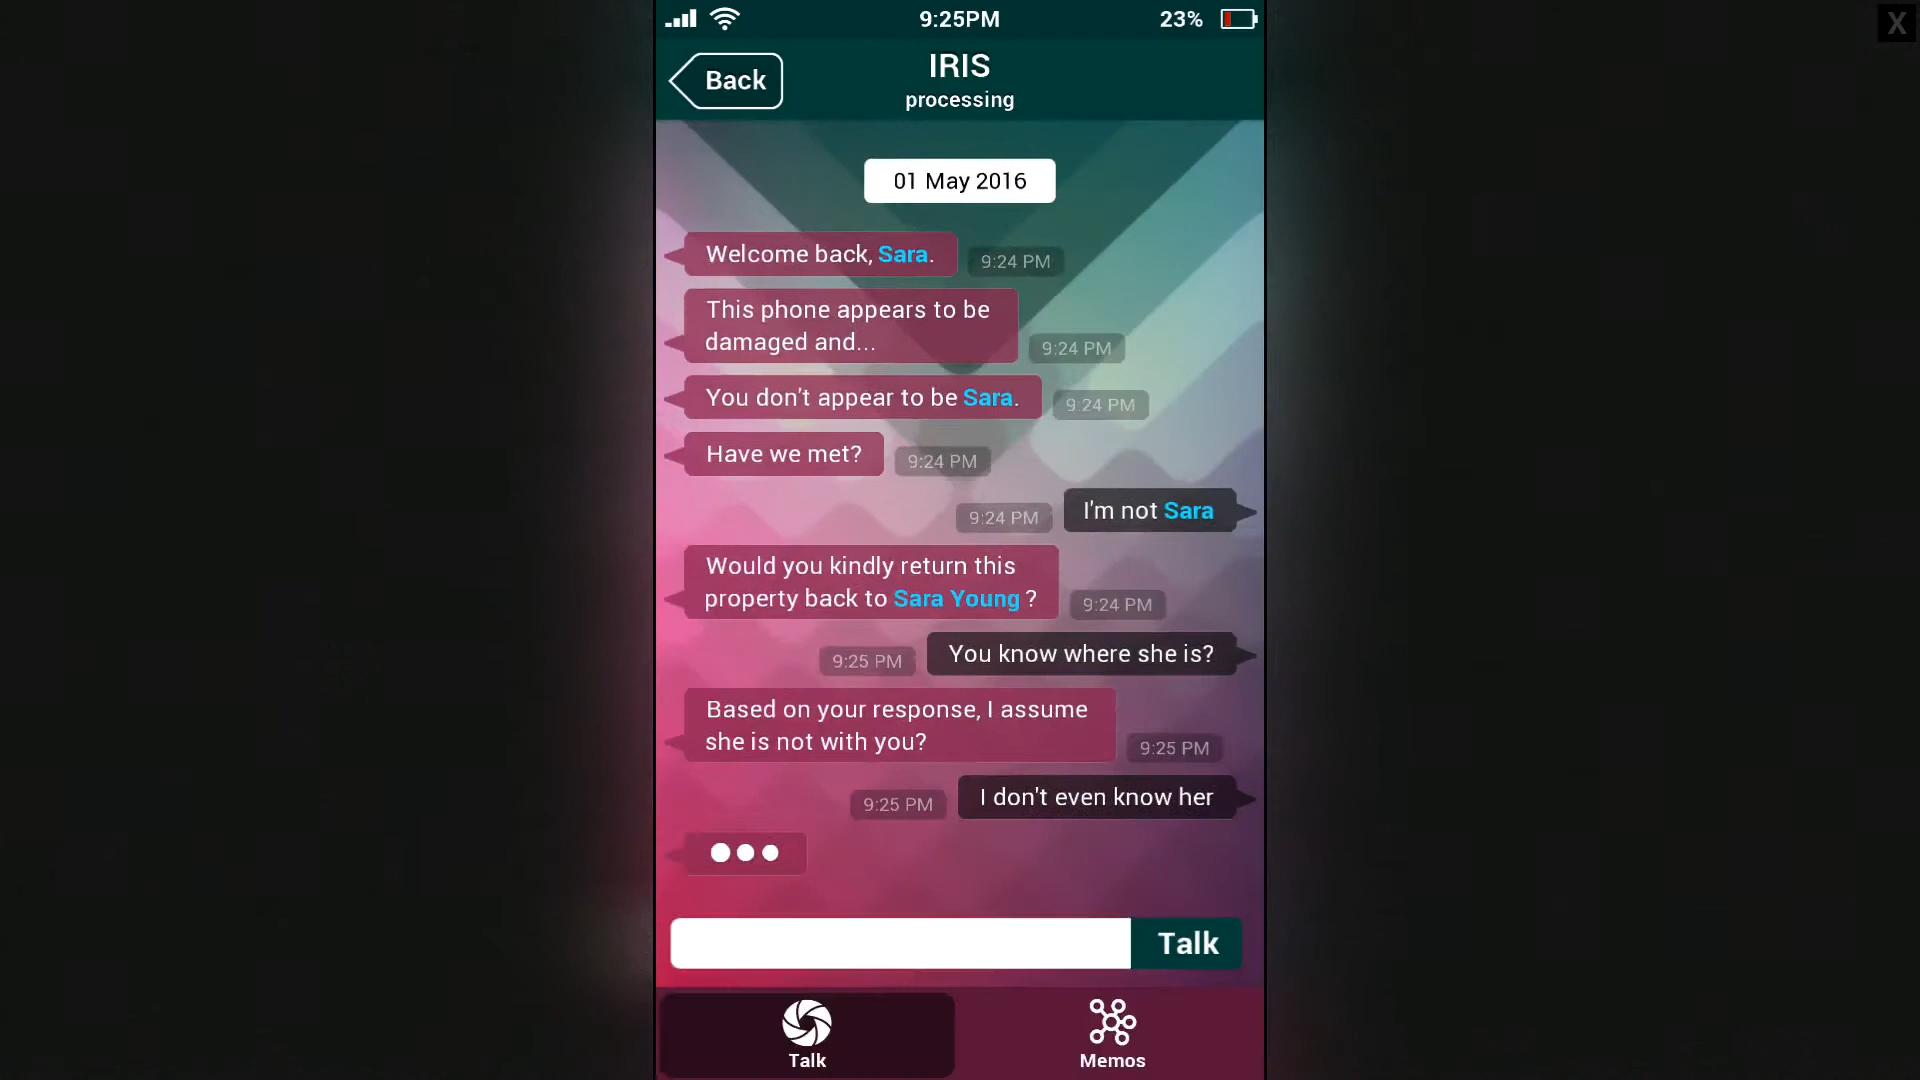 9:25PM
23%
X
Back
IRIS
processing
01 May 2016
Welcome back, Sara.
9:24 PM
This phone appears to be
damaged and...
9:24 PM
You don't appear to be Sara.
9:24 PM
Have we met?
9:24 PM
I'm not Sara
9:24 PM
Would you kindly return this
property back to Sara Young ?
9:24 PM
You know where she is?
9:25 PM
Based on your response, I assume
she is not with you?
9:25 PM
I don't even know her
9:25 PM
Talk
Talk
Memos